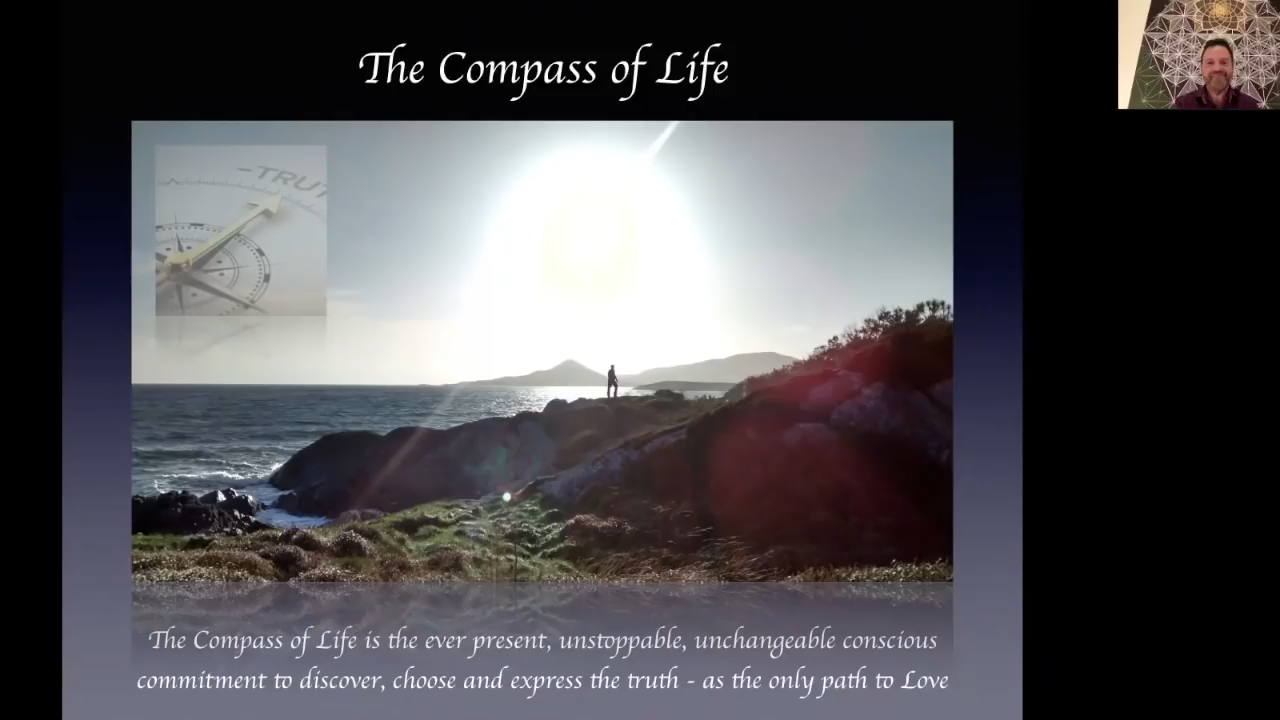 The Compass of Life
The Compass of Life is the ever present, unstoppable, unchangeable conscious
commitment to discover, choose and express the truth - as the only path to Love